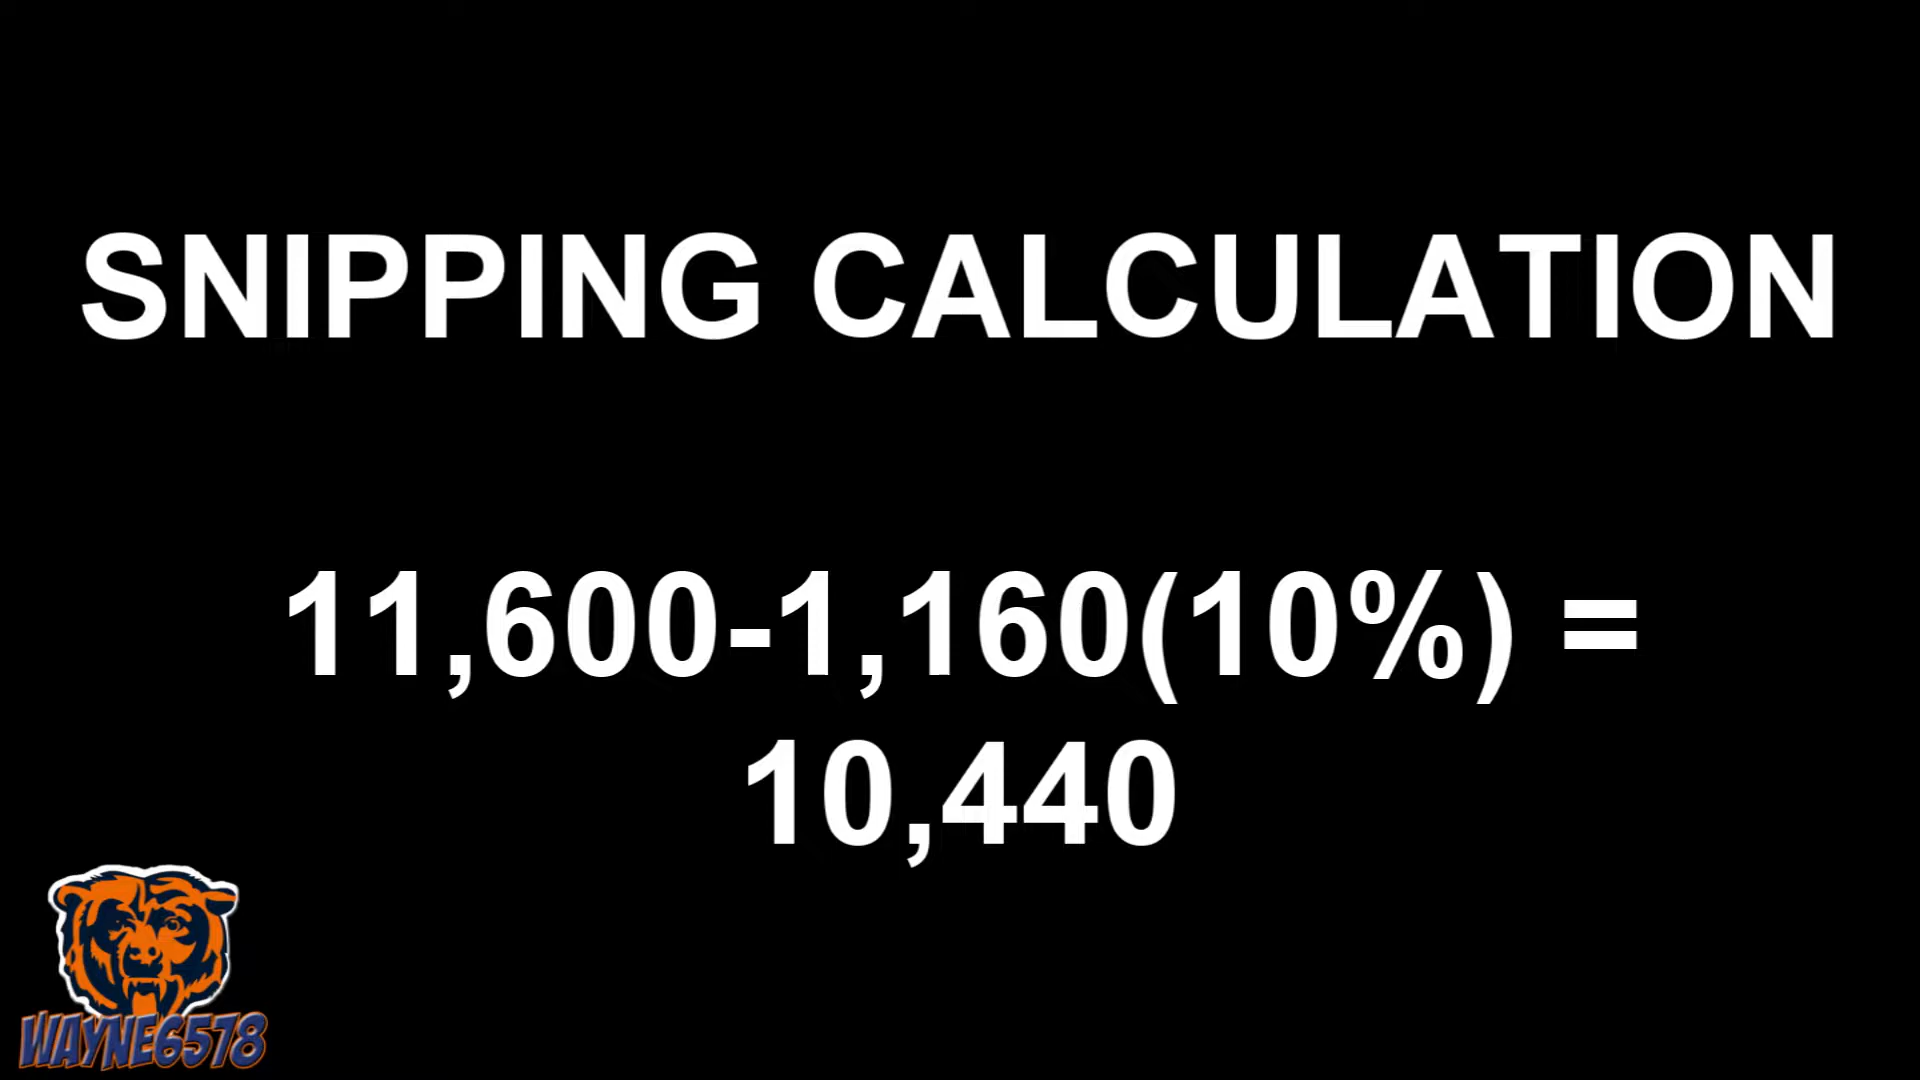 SNIPPING CALCULATION
11,600-1,160(10%) =
10,440
WAYNE6578